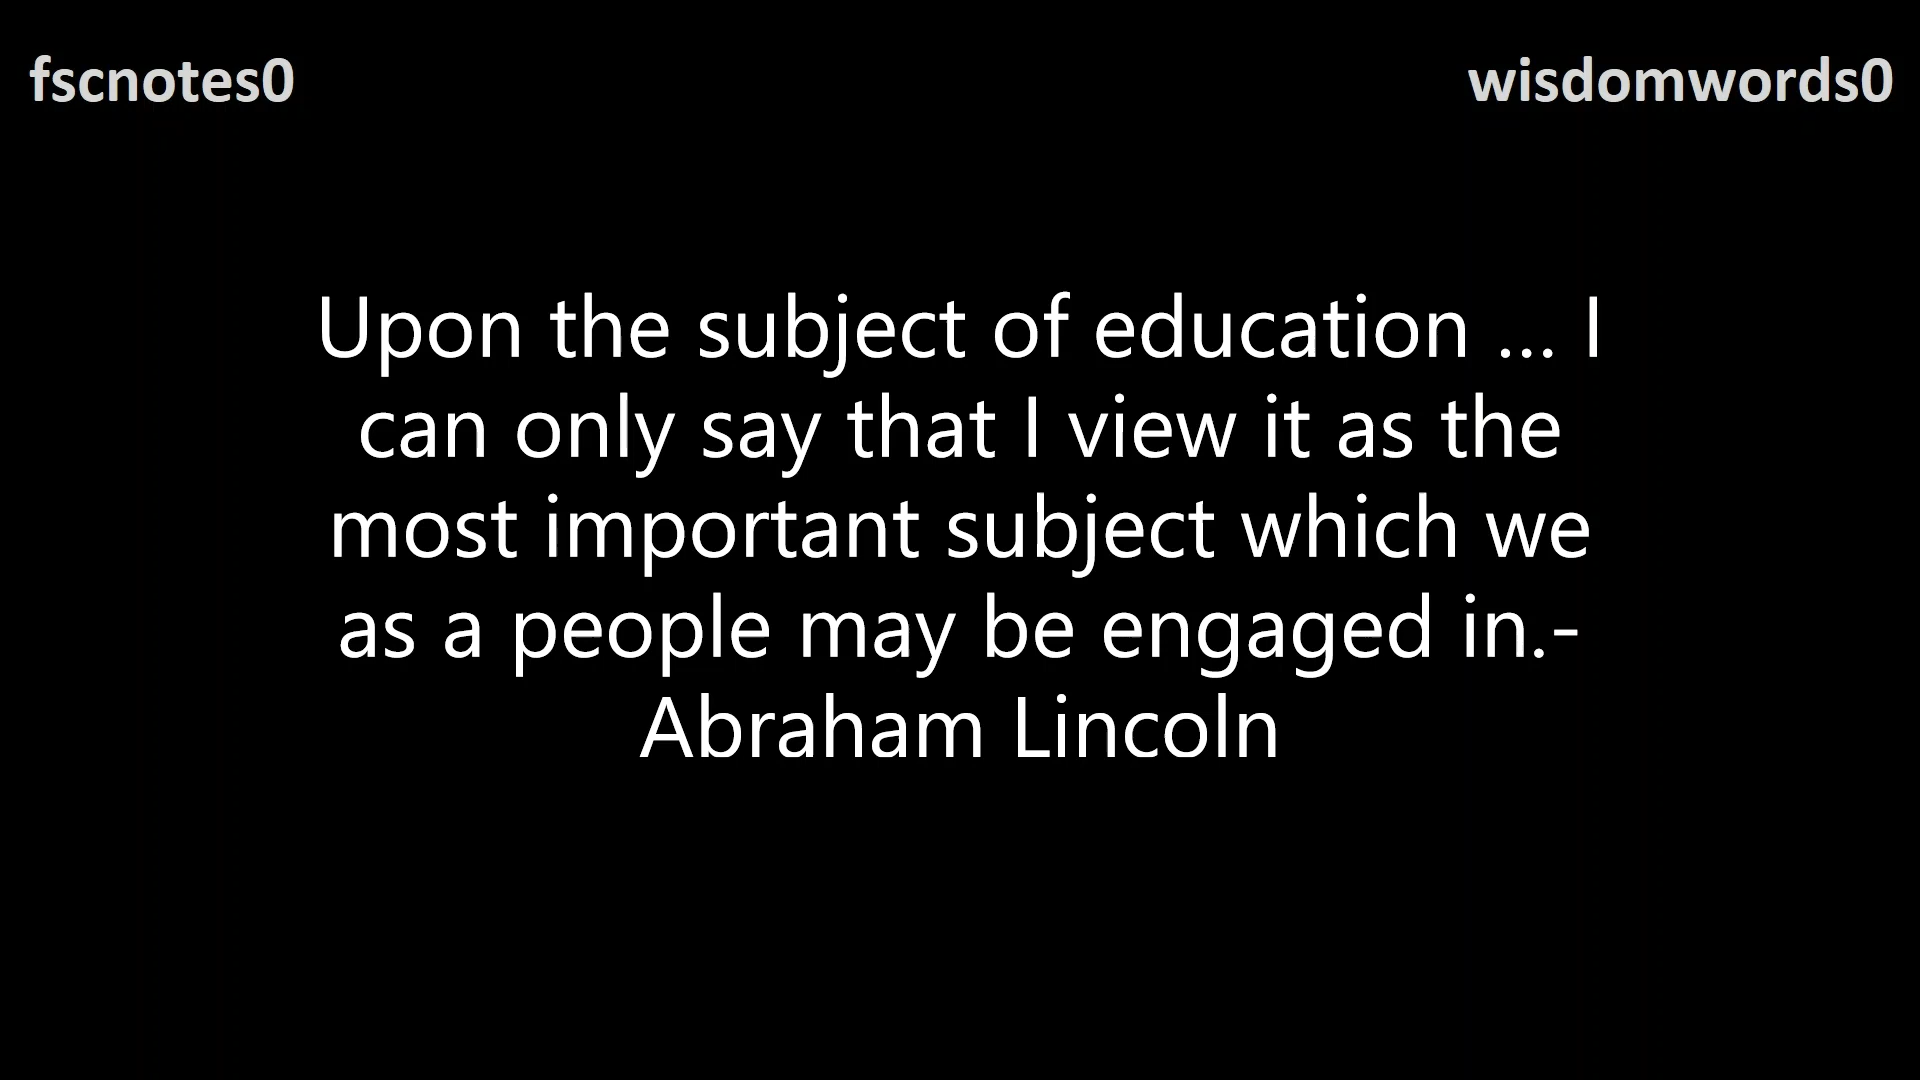 fscnotes0
wisdomwords0
Upon the subject of education ... I
can only say that I view it as the
most important subject which we
as a people may be engaged in.-
Abraham Lincoln